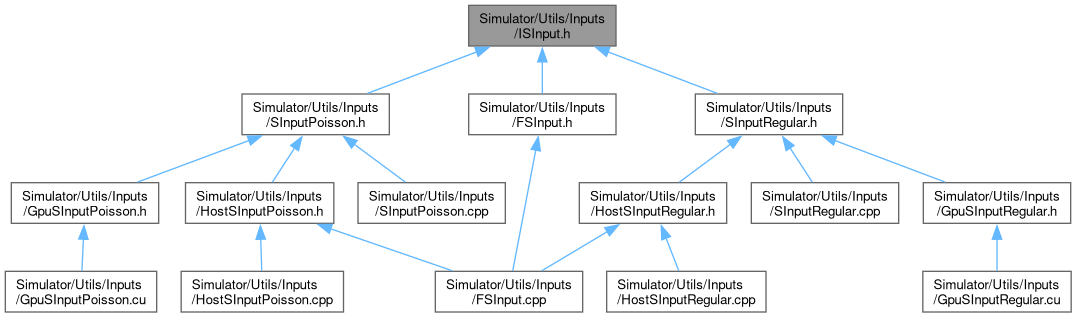 Simulator/Utils/Inputs
/ISInput.h
Simulator/Utils/Inputs
/SInputPoisson.h
Simulator/Utils/Inputs
/FSInput.h
Simulator/Utils/Inputs
/SInputRegular.h
Simulator/Utils/Inputs
/GpuSInputPoisson.h
Simulator/Utils/Inputs
/HostSInputPoisson.h
Simulator/Utils/Inputs
/SInputPoisson.cpp
Simulator/Utils/Inputs
/HostSInputRegular.h
Simulator/Utils/Inputs
/SInputRegular.cpp
Simulator/Utils/Inputs
/GpuSInputRegular.h
Simulator/Utils/Inputs
/GpuSInputPoisson.cu
Simulator/Utils/Inputs
/HostSInputPoisson.cpp
Simulator/Utils/Inputs
/FSInput.cpp
Simulator/Utils/Inputs
/HostSInputRegular.cpp
Simulator/Utils/Inputs
/GpuSInputRegular.cu